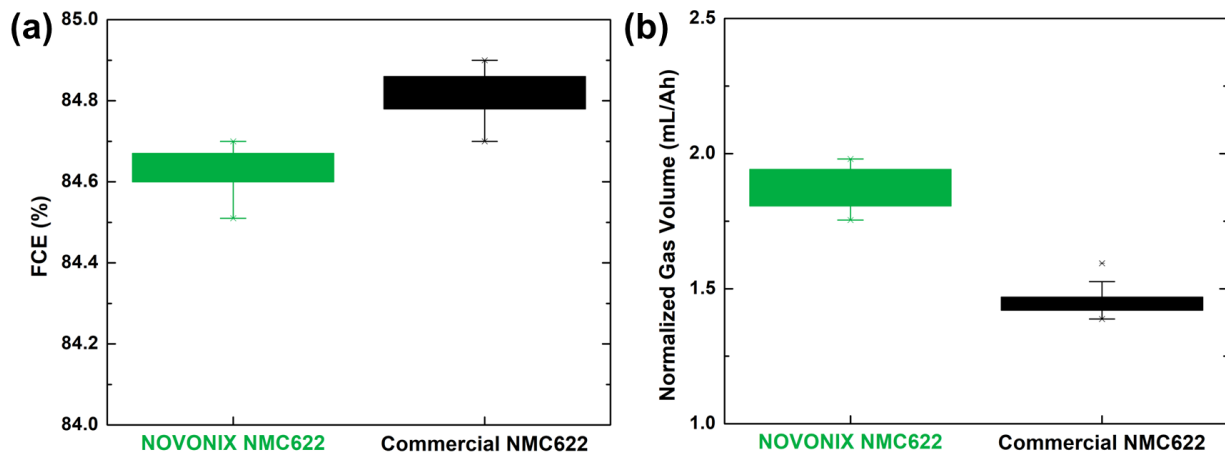 (a)
FCE (%)
85.0
84.8
84.6
84.4
84.2
84.0
NOVONIX NMC622
Commercial NMC622
(b)
Normalized Gas Volume (mL/Ah)
2.5
2.0
1.5
1.0
NOVONIX NMC622
Commercial NMC622